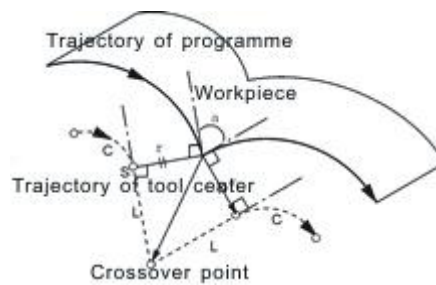 Trajectory of programme
Workpiece
a
r
C
S
Trajectory of tool center
L
C
L
Crossover point